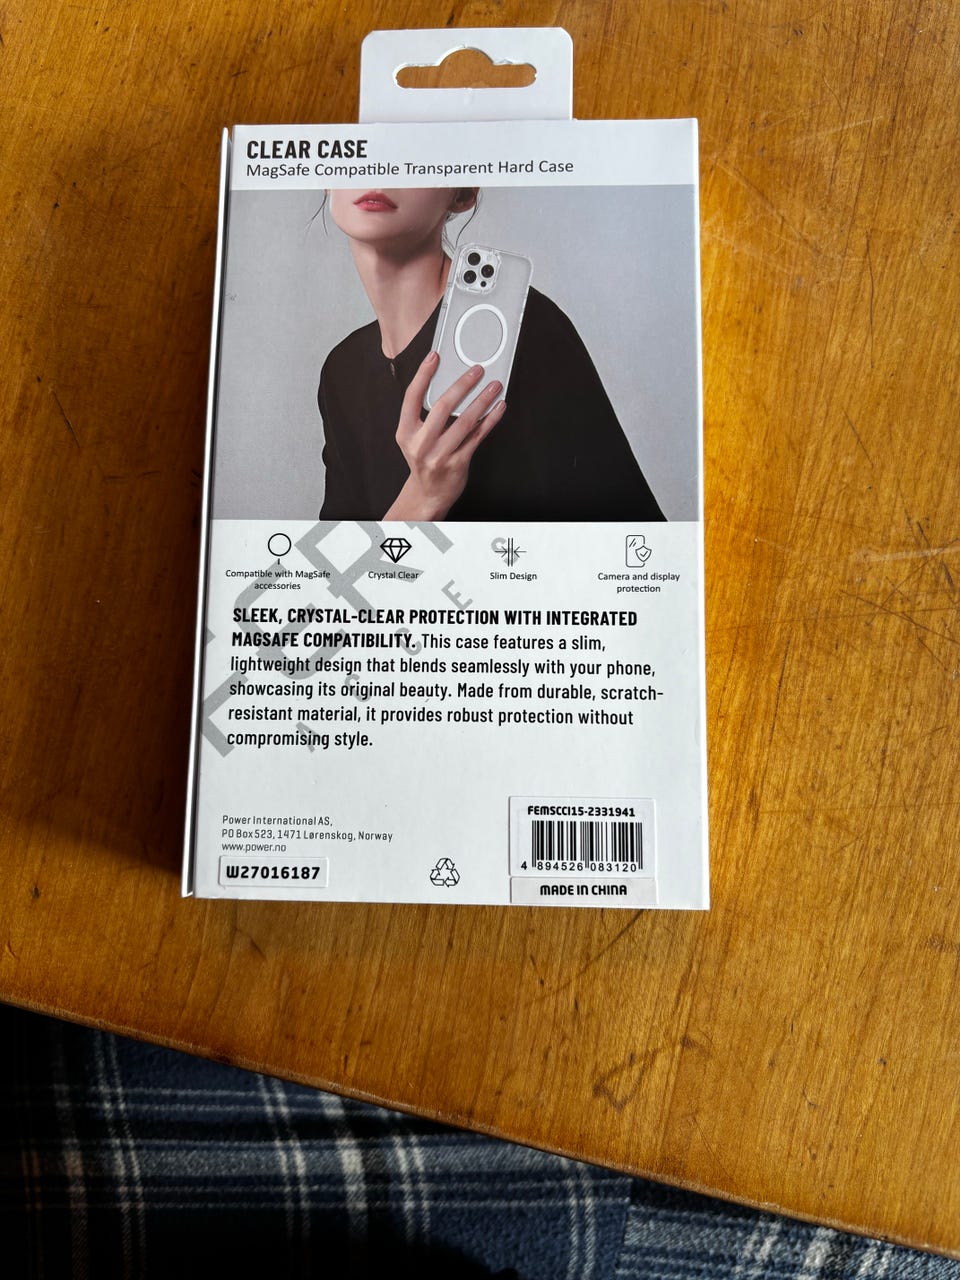 CLEAR CASE
MagSafe Compatible Transparent Hard Case
Compatible with MagSafe
accessories
Crystal Clear
Slim Design
Camera and display
protection
SLEEK, CRYSTAL-CLEAR PROTECTION WITH INTEGRATED
MAGSAFE COMPATIBILITY. This case features a slim,
lightweight design that blends seamlessly with your phone,
showcasing its original beauty. Made from durable, scratch-
resistant material, it provides robust protection without
compromising style.
Power International AS,
PO Box 523, 1471 Lørenskog, Norway
www.power.no
W27016187
FEMSCCI15-2331941
4 894526 083120
MADE IN CHINA